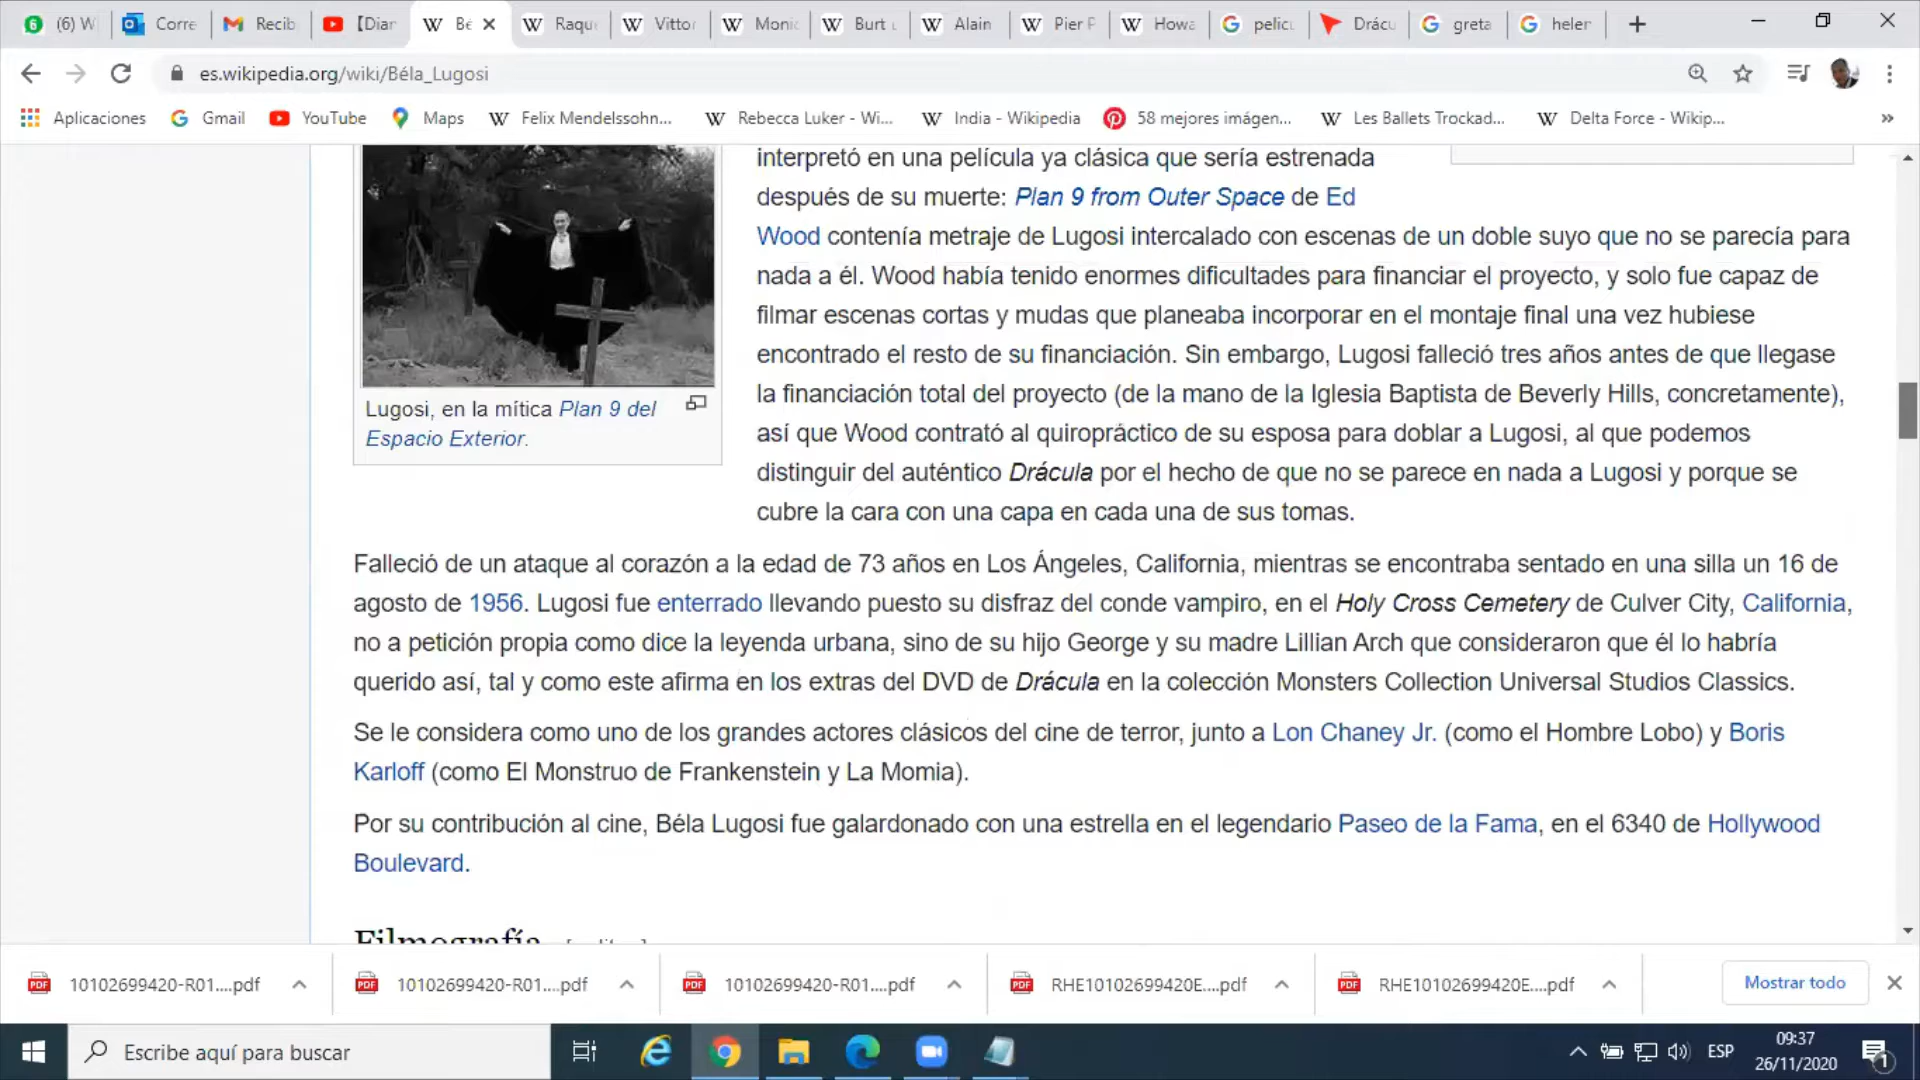 (6) W
Corre
Recib
【Diar
Bé
Raqu
Vittor
Monic
Burt L
Alain
Pier P
Howa
pelicu
Drácu
greta
helen
es.wikipedia.org/wiki/Béla_Lugosi
Aplicaciones
Gmail
YouTube
Maps
Felix Mendelssohn...
Rebecca Luker - Wi...
India - Wikipedia
58 mejores imágen...
Les Ballets Trockad...
Delta Force - Wikip...
interpretó en una película ya clásica que sería estrenada
después de su muerte: Plan 9 from Outer Space de Ed
Wood contenía metraje de Lugosi intercalado con escenas de un doble suyo que no se parecía para
nada a él. Wood había tenido enormes dificultades para financiar el proyecto, y solo fue capaz de
filmar escenas cortas y mudas que planeaba incorporar en el montaje final una vez hubiese
encontrado el resto de su financiación. Sin embargo, Lugosi falleció tres años antes de que llegase
la financiación total del proyecto (de la mano de la Iglesia Baptista de Beverly Hills, concretamente),
así que Wood contrató al quiropráctico de su esposa para doblar a Lugosi, al que podemos
distinguir del auténtico Drácula por el hecho de que no se parece en nada a Lugosi y porque se
cubre la cara con una capa en cada una de sus tomas.
Lugosi, en la mítica Plan 9 del
Espacio Exterior.
Falleció de un ataque al corazón a la edad de 73 años en Los Ángeles, California, mientras se encontraba sentado en una silla un 16 de
agosto de 1956. Lugosi fue enterrado llevando puesto su disfraz del conde vampiro, en el Holy Cross Cemetery de Culver City, California,
no a petición propia como dice la leyenda urbana, sino de su hijo George y su madre Lillian Arch que consideraron que él lo habría
querido así, tal y como este afirma en los extras del DVD de Drácula en la colección Monsters Collection Universal Studios Classics.
Se le considera como uno de los grandes actores clásicos del cine de terror, junto a Lon Chaney Jr. (como el Hombre Lobo) y Boris
Karloff (como El Monstruo de Frankenstein y La Momia).
Por su contribución al cine, Béla Lugosi fue galardonado con una estrella en el legendario Paseo de la Fama, en el 6340 de Hollywood
Boulevard.
Filmografía
10102699420-R01....pdf
10102699420-R01....pdf
10102699420-R01....pdf
RHE10102699420E....pdf
RHE10102699420E....pdf
Mostrar todo
Escribe aquí para buscar
ESP
09:37
26/11/2020
1